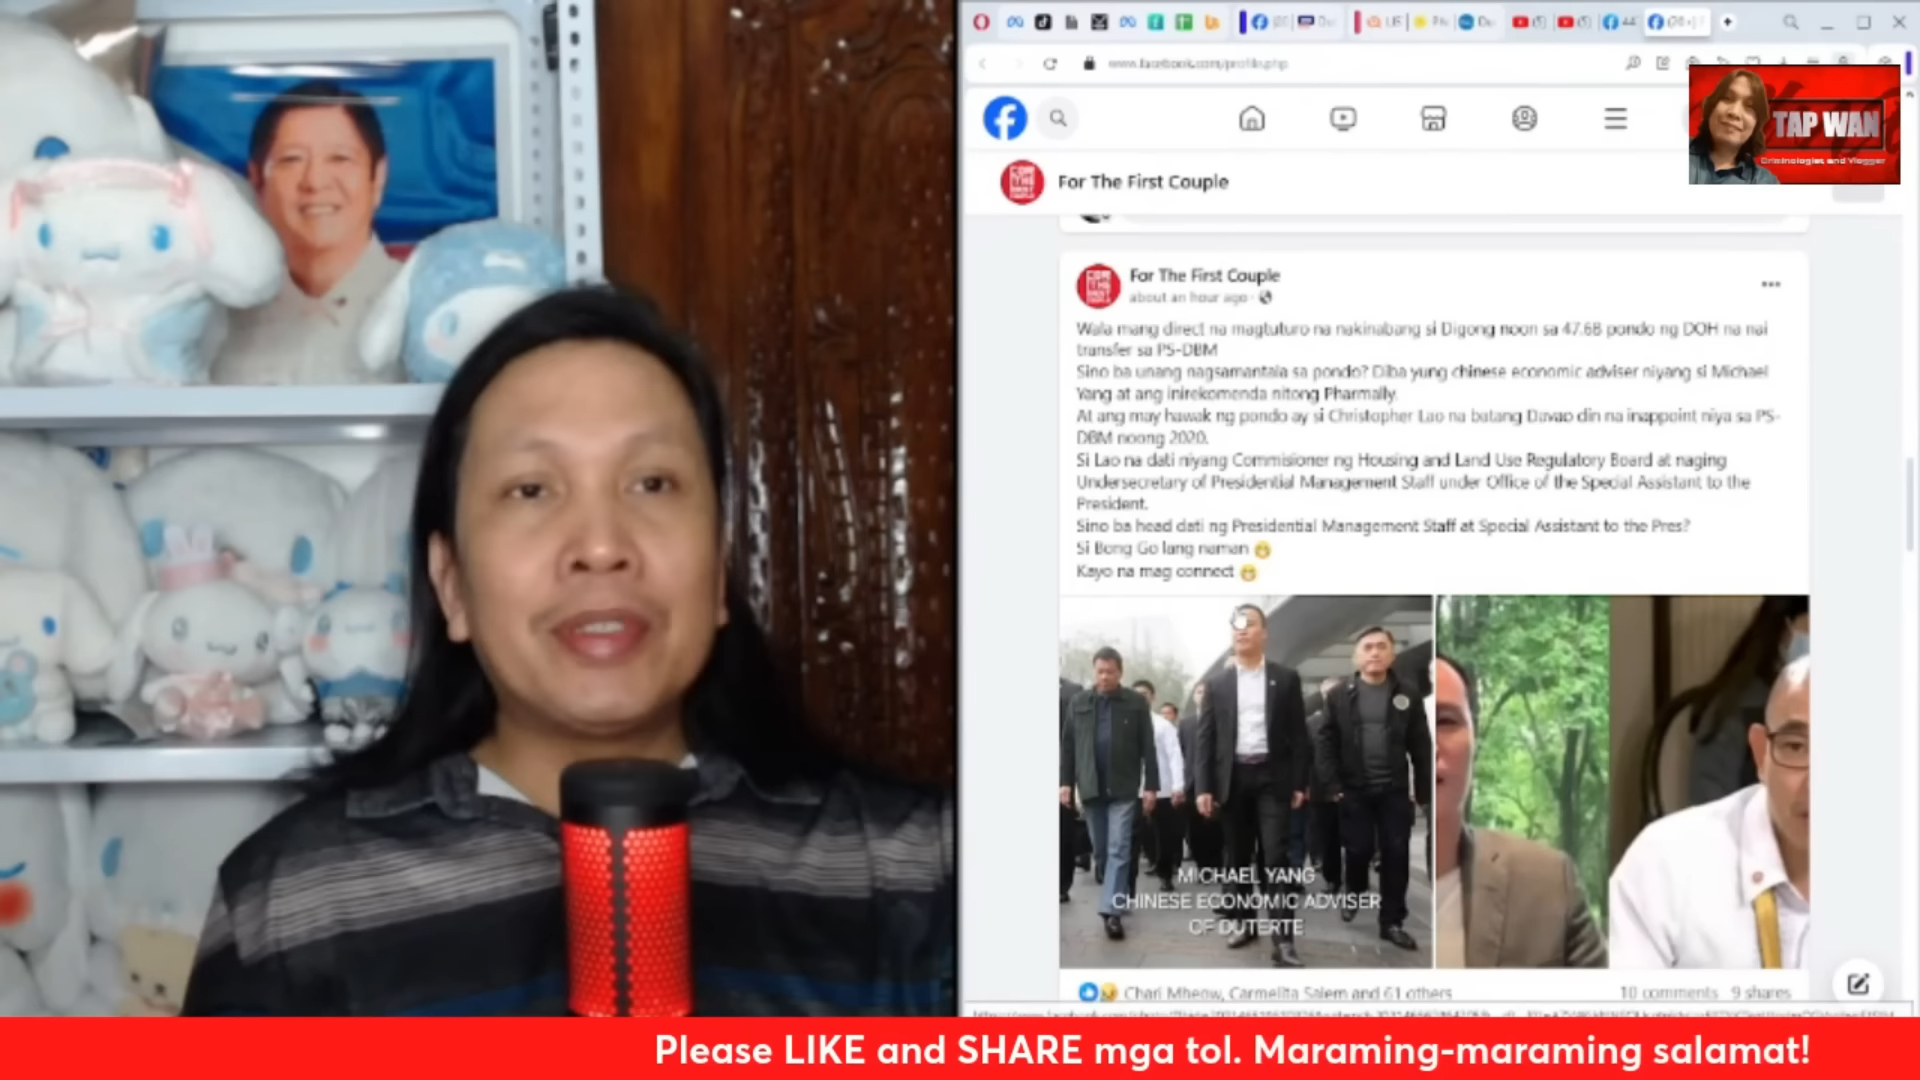 www.facebook.com/profile.php
TAP WAN
Criminologist and Vlogger
For The First Couple
For The First Couple
about an hour ago
Wala mang direct na magtuturo na nakinabang si Digong noon sa 47.6B pondo ng DOH na nai
transfer sa PS-DBM
Sino ba unang nagsamantala sa pondo? Diba yung chinese economic adviser niyang si Michael
Yang at ang inirekomenda nitong Pharmally.
At ang may hawak ng pondo ay si Christopher Lao na batang Davao din na inappoint niya sa PS-
DBM noong 2020.
Si Lao na dati niyang Commisioner ng Housing and Land Use Regulatory Board at naging
Undersecretary of Presidential Management Staff under Office of the Special Assistant to the
President.
Sino ba head dati ng Presidential Management Staff at Special Assistant to the Pres?
Si Bong Go lang naman 😁
Kayo na mag connect 😁
MICHAEL YANG
CHINESE ECONOMIC ADVISER
OF DUTERTE
Chari Mheow, Carmelita Salem and 61 others
10 comments 9 shares
Please LIKE and SHARE mga tol. Maraming-maraming salamat!